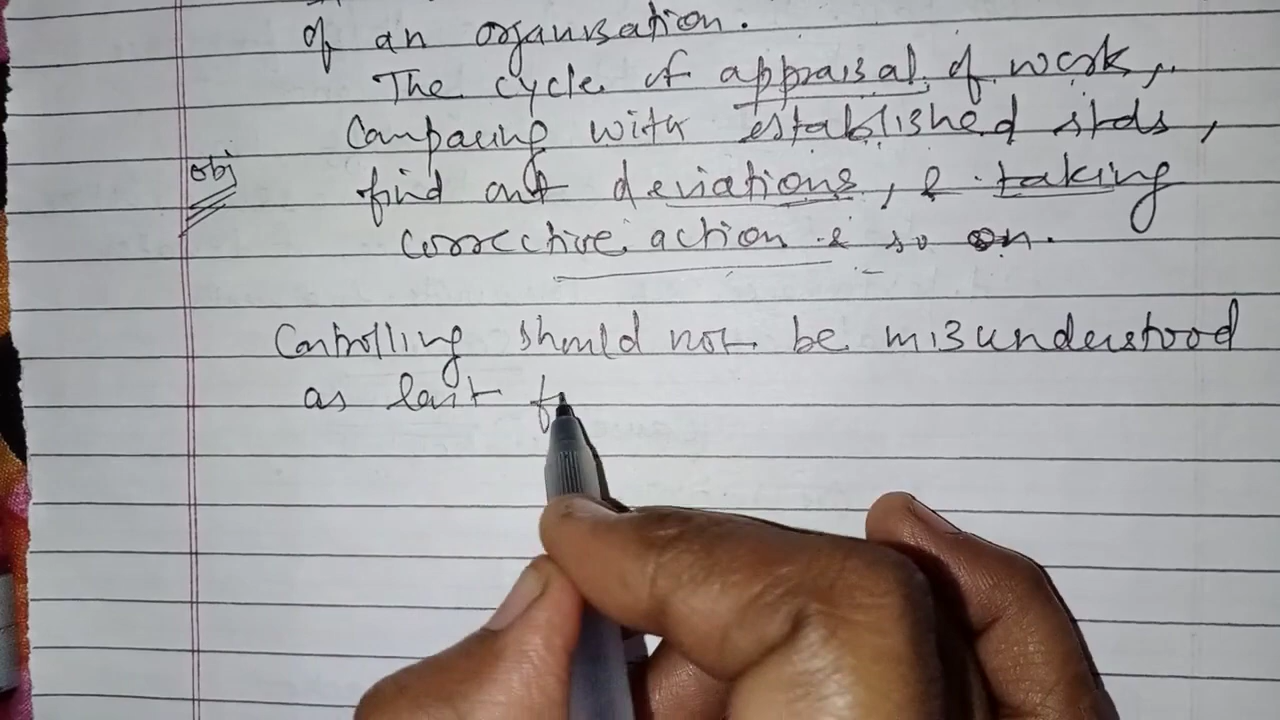 of an organisation.
The cycle of appraisal of work,
Comparing with established stds,
obj
find out deviations, & taking
corrective action & so on.
Controlling should not be misunderstood
as last f